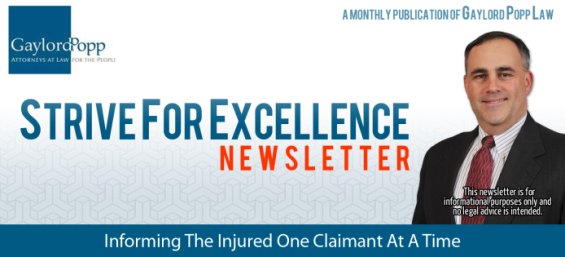 A MONTHLY PUBLICATION OF GAYLORD POPP LAW
GaylordPopp
ATTORNEYS AT LAW FOR THE PEOPLE
STRIVE FOR EXCELLENCE
NEWSLETTER
This newsletter is for
informational purposes only and
no legal advice is intended.
Informing The Injured One Claimant At A Time